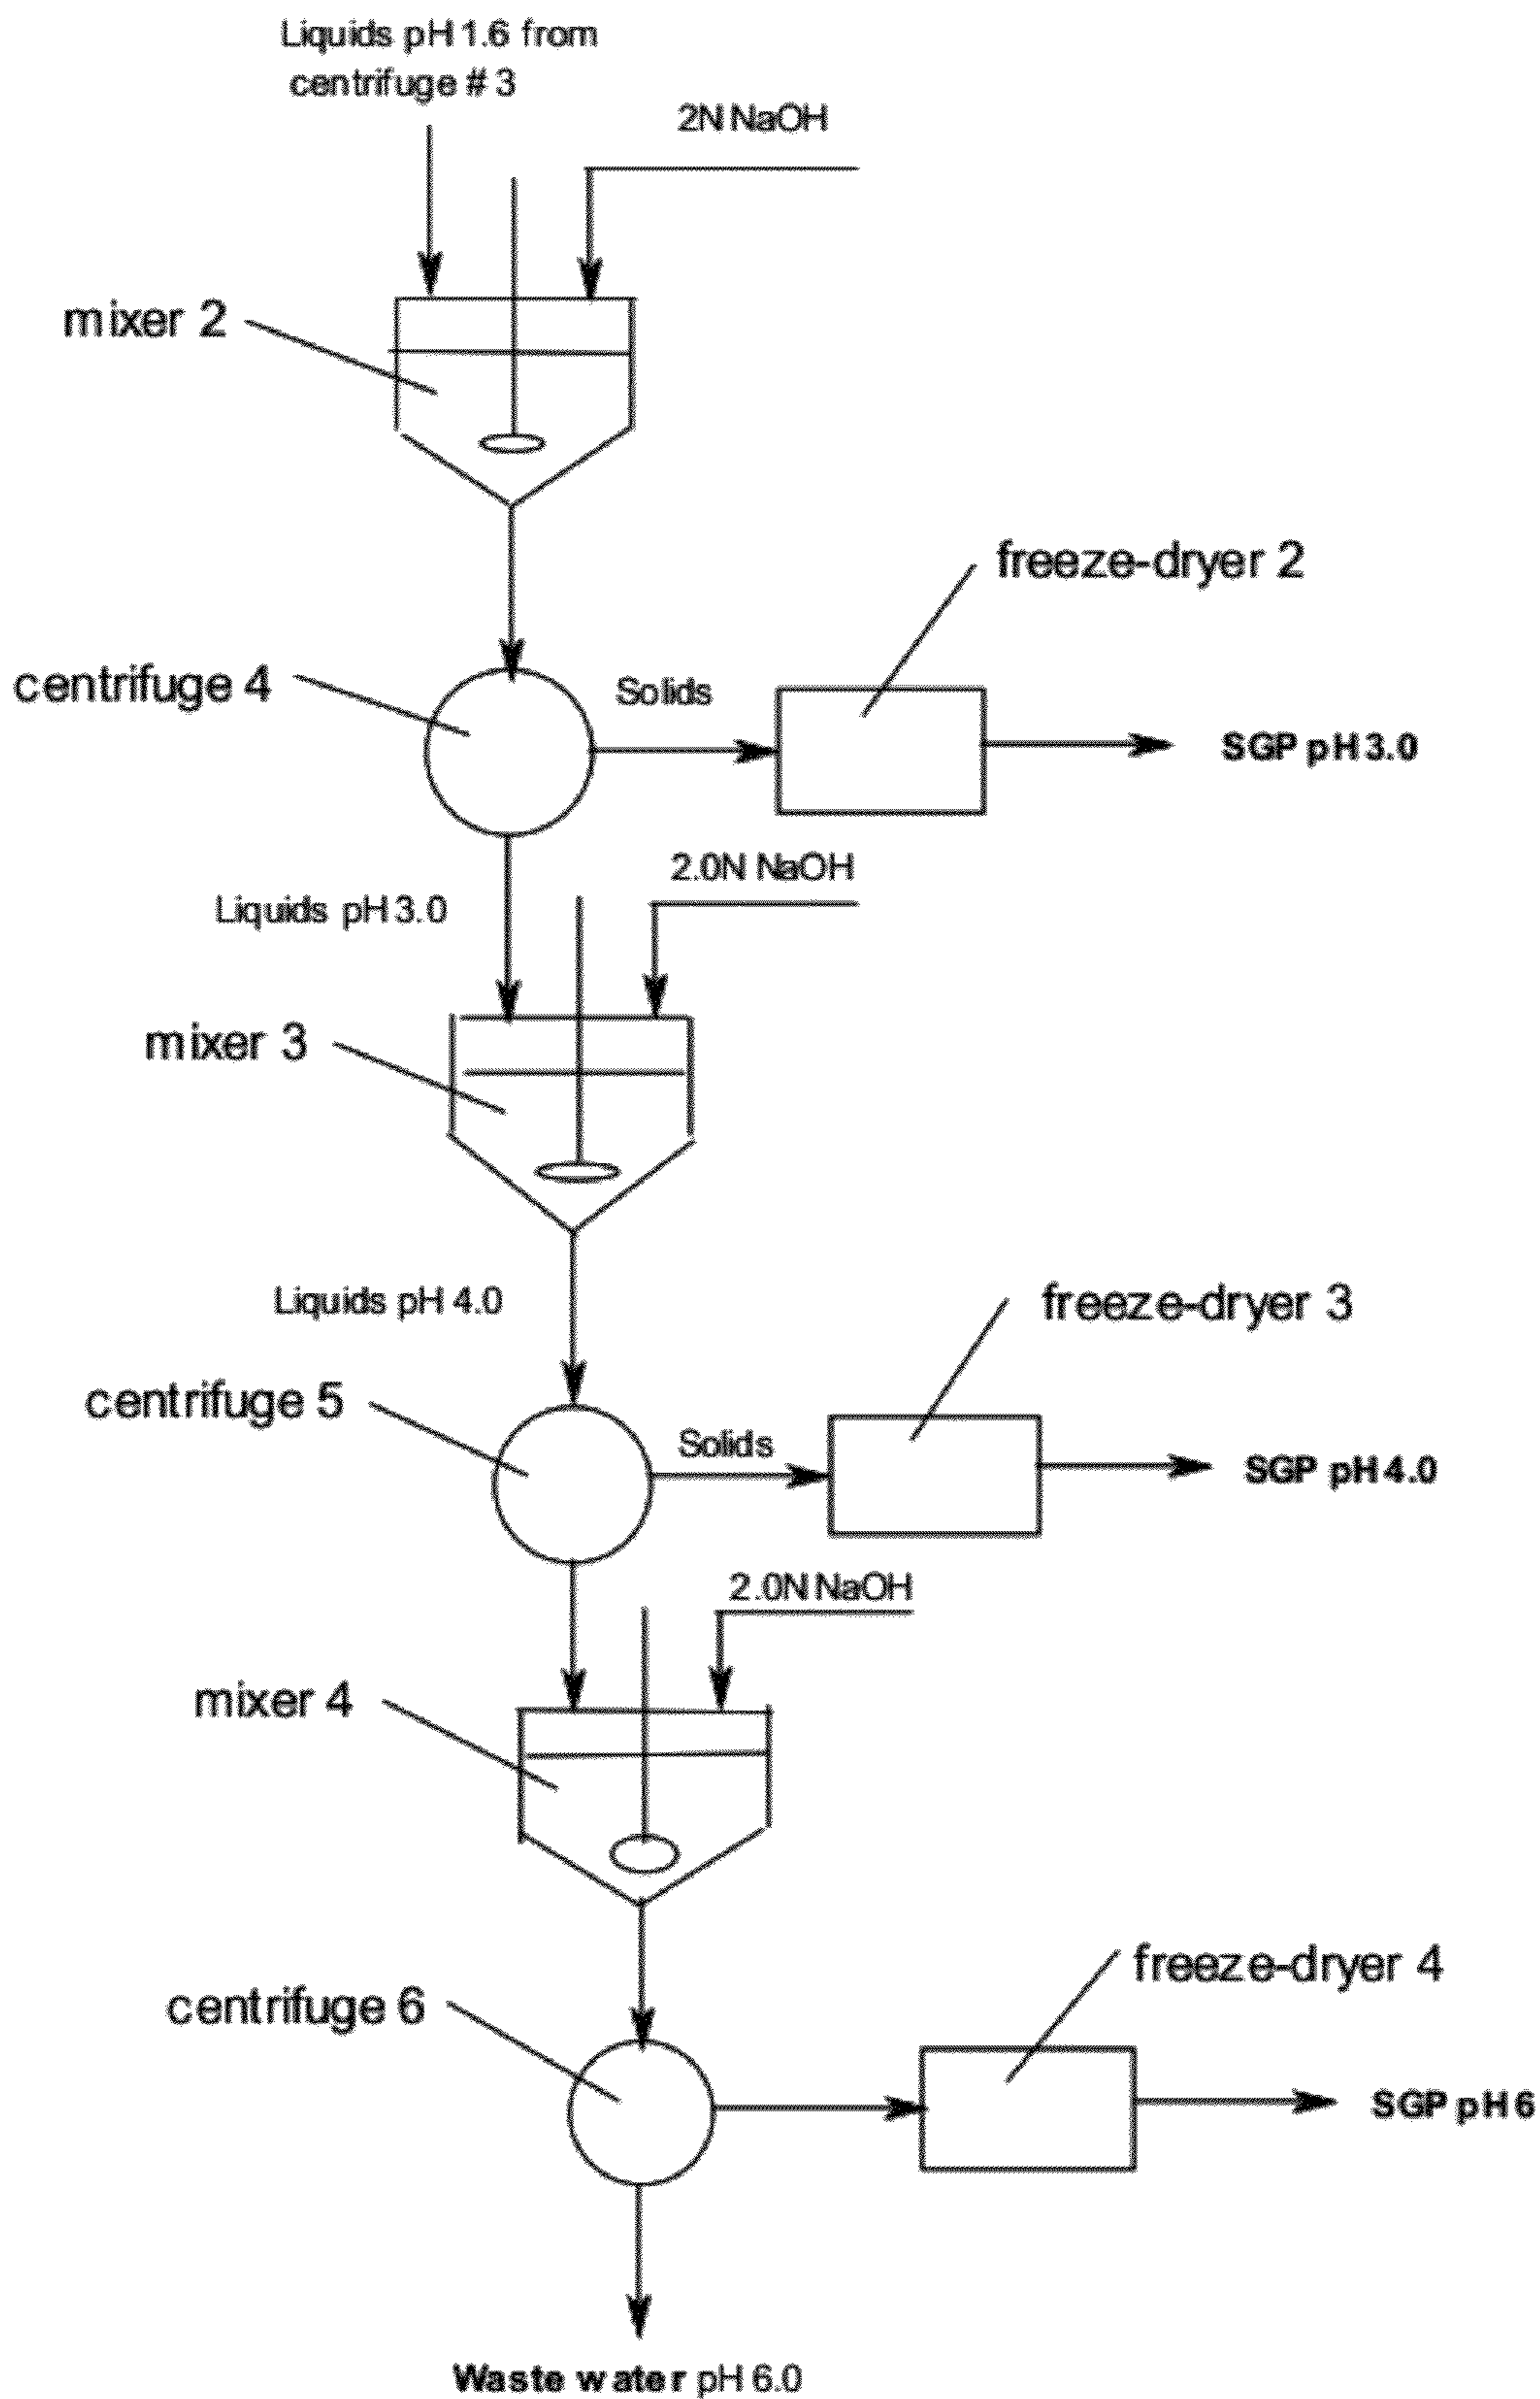 Liquids pH 1.6 from
centrifuge # 3
2N NaOH
mixer 2
freeze-dryer 2
centrifuge 4
Solids
SGP pH 3.0
2.0N NaOH
Liquids pH 3.0
mixer 3
Liquids pH 4.0
freeze-dryer 3
centrifuge 5
Solids
SGP pH 4.0
2.0N NaOH
mixer 4
freeze-dryer 4
centrifuge 6
SGP pH 6
Waste water pH 6.0